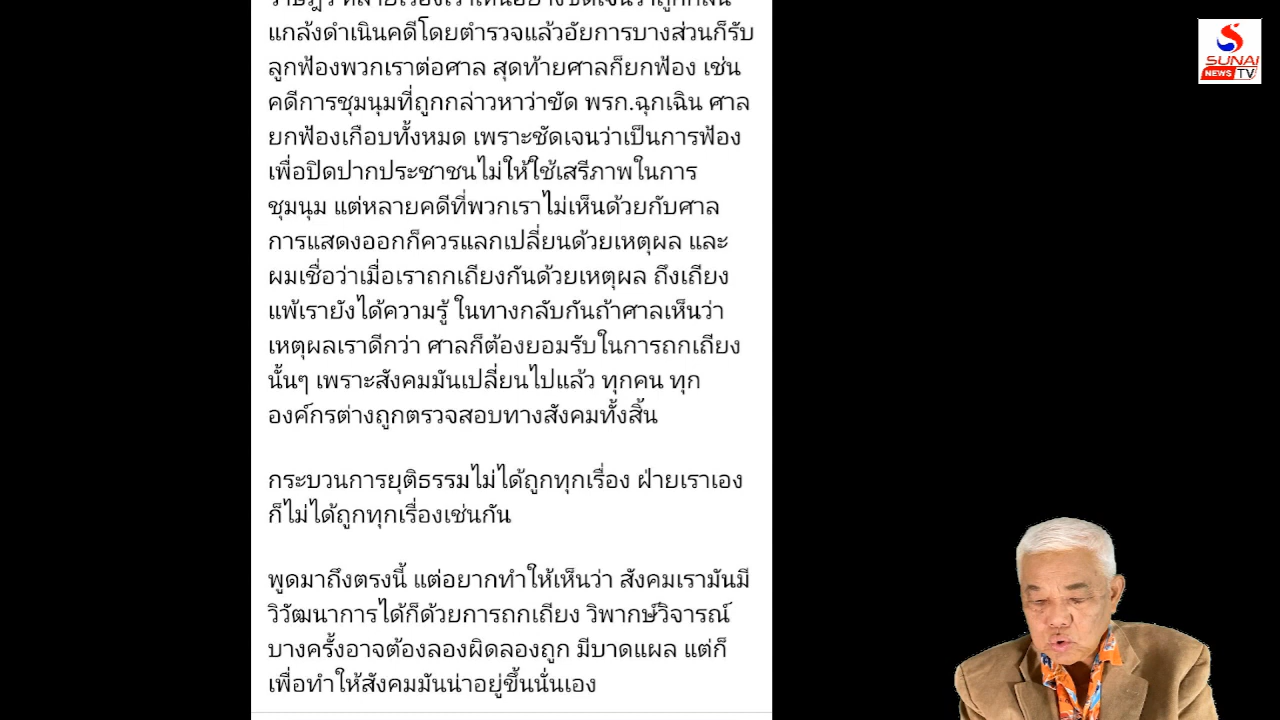 แกล้งดำเนินคดีโดยตำรวจแล้วอัยการบางส่วนก็รับ
ลูกฟ้องพวกเราต่อศาล สุดท้ายศาลก็ยกฟ้อง เช่น
คดีการชุมนุมที่ถูกกล่าวหาว่าขัด พรก.ฉุกเฉิน ศาล
ยกฟ้องเกือบทั้งหมด เพราะชัดเจนว่าเป็นการฟ้อง
เพื่อปิดปากประชาชนไม่ให้ใช้เสรีภาพในการ
ชุมนุม แต่หลายคดีที่พวกเราไม่เห็นด้วยกับศาล
การแสดงออกก็ควรแลกเปลี่ยนด้วยเหตุผล และ
ผมเชื่อว่าเมื่อเราถกเถียงกันด้วยเหตุผล ถึงเถียง
แพ้เรายังได้ความรู้ ในทางกลับกันถ้าศาลเห็นว่า
เหตุผลเราดีกว่า ศาลก็ต้องยอมรับในการถกเถียง
นั้นๆ เพราะสังคมมันเปลี่ยนไปแล้ว ทุกคน ทุก
องค์กรต่างถูกตรวจสอบทางสังคมทั้งสิ้น
กระบวนการยุติธรรมไม่ได้ถูกทุกเรื่อง ฝ่ายเราเอง
ก็ไม่ได้ถูกทุกเรื่องเช่นกัน
พูดมาถึงตรงนี้ แต่อยากทำให้เห็นว่า สังคมเรามันมี
วิวัฒนาการได้ก็ด้วยการถกเถียง วิพากษ์วิจารณ์
บางครั้งอาจต้องลองผิดลองถูก มีบาดแผล แต่ก็
เพื่อทำให้สังคมมันน่าอยู่ขึ้นนั่นเอง
SUNAI
NEWS TV